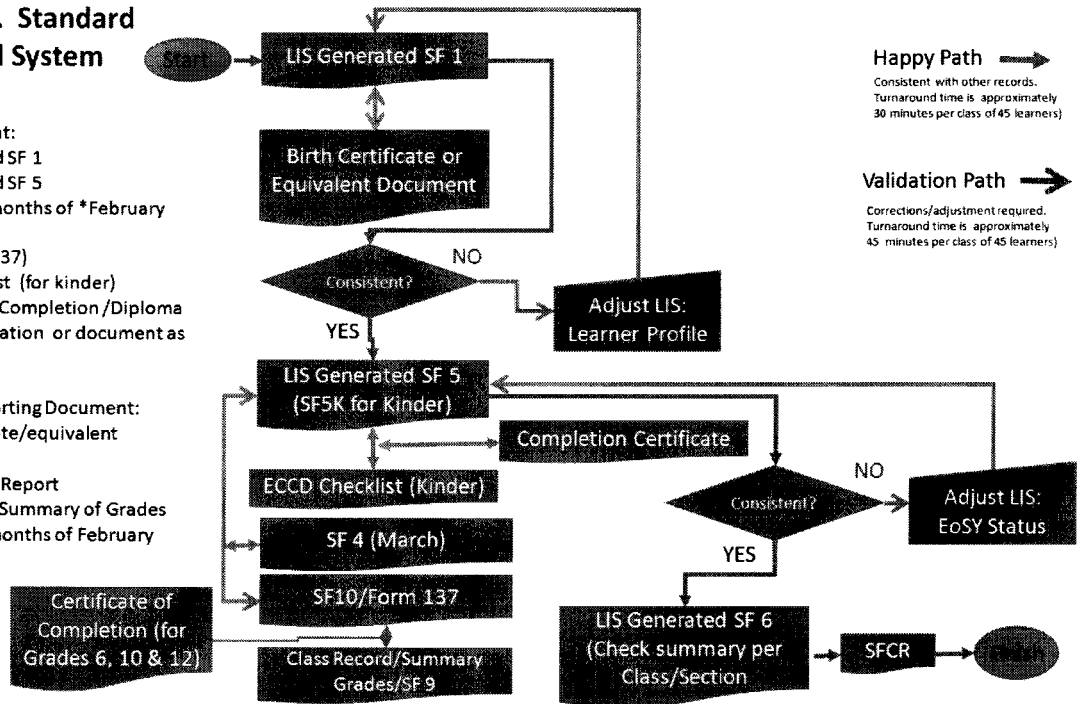 . Standard
System
Start
LIS Generated SF 1
Birth Certificate or
Equivalent Document
Consistent?
NO
YES
Adjust LIS:
Learner Profile
Happy Path
Consistent with other records.
Turnaround time is approximately
30 minutes per class of 45 learners)
Validation Path
Corrections/adjustment required.
Turnaround time is approximately
45 minutes per class of 45 learners)
t:
SF 1
SF 5
months of *February
37)
st (for kinder)
Completion/Diploma
ation or document as
orting Document:
te/equivalent
Report
Summary of Grades
months of February
LIS Generated SF 5
(SF5K for Kinder)
Completion Certificate
ECCD Checklist (Kinder)
SF 4 (March)
SF10/Form 137
Certificate of
Completion (for
Grades 6, 10 & 12)
Class Record/Summary
Grades/SF 9
Consistent?
NO
YES
Adjust LIS:
EoSY Status
LIS Generated SF 6
(Check summary per
Class/Section
SFCR
Finish